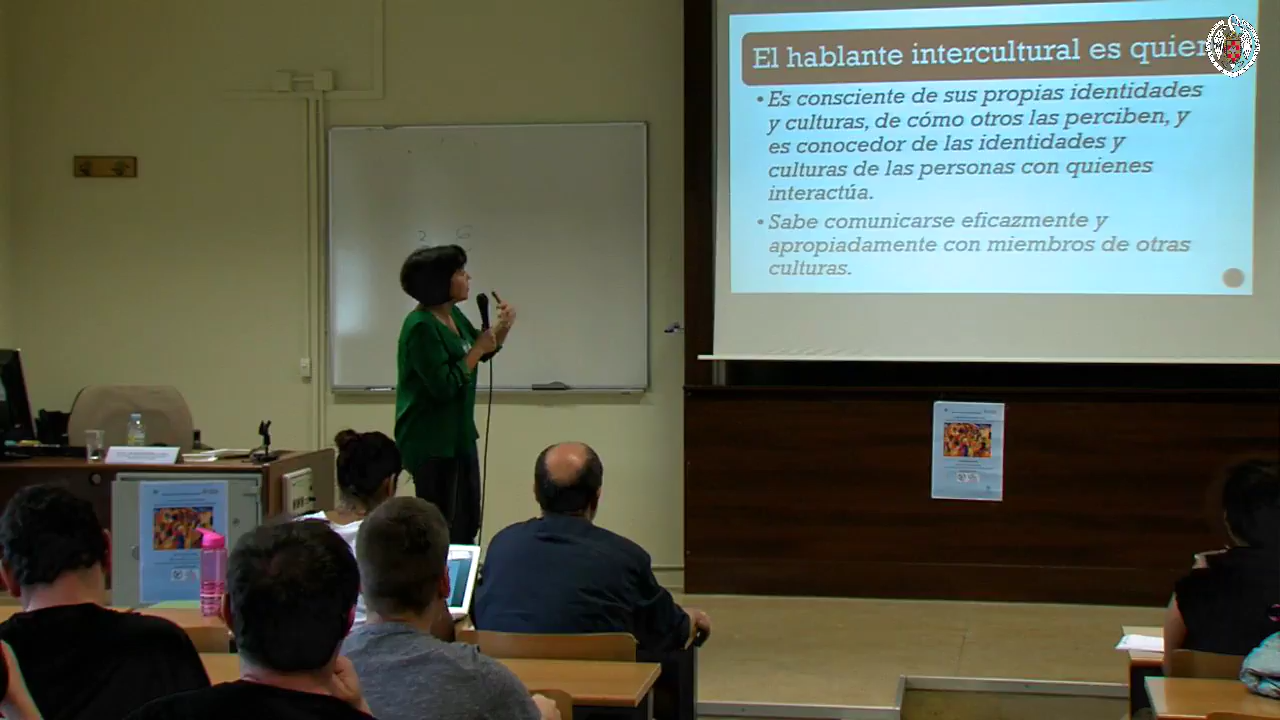 El hablante intercultural es quien
• Es consciente de sus propias identidades
y culturas, de cómo otros las perciben, y
es conocedor de las identidades y
culturas de las personas con quienes
interactúa.
• Sabe comunicarse eficazmente y
apropiadamente con miembros de otras
culturas.
2 6